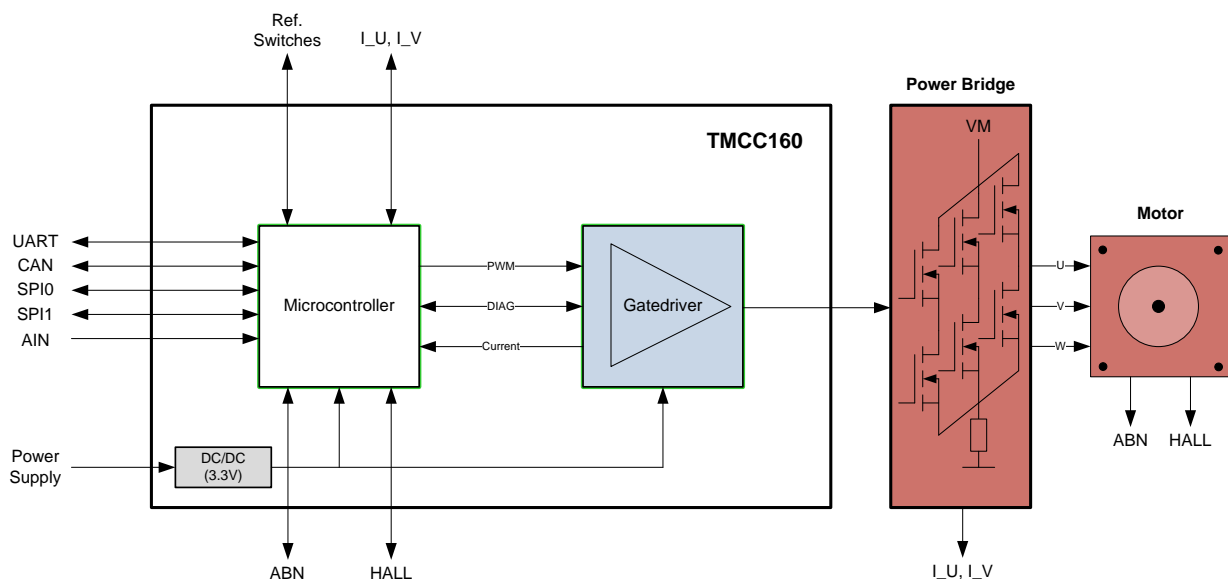 Ref.
Switches
I_U, I_V
Power Bridge
TMCC160
VM
Motor
UART
CAN
SPI0
SPI1
AIN
Microcontroller
PWM
DIAG
Current
Gatedriver
U
V
W
ABN
HALL
Power
Supply
DC/DC
(3.3V)
ABN
HALL
I_U, I_V